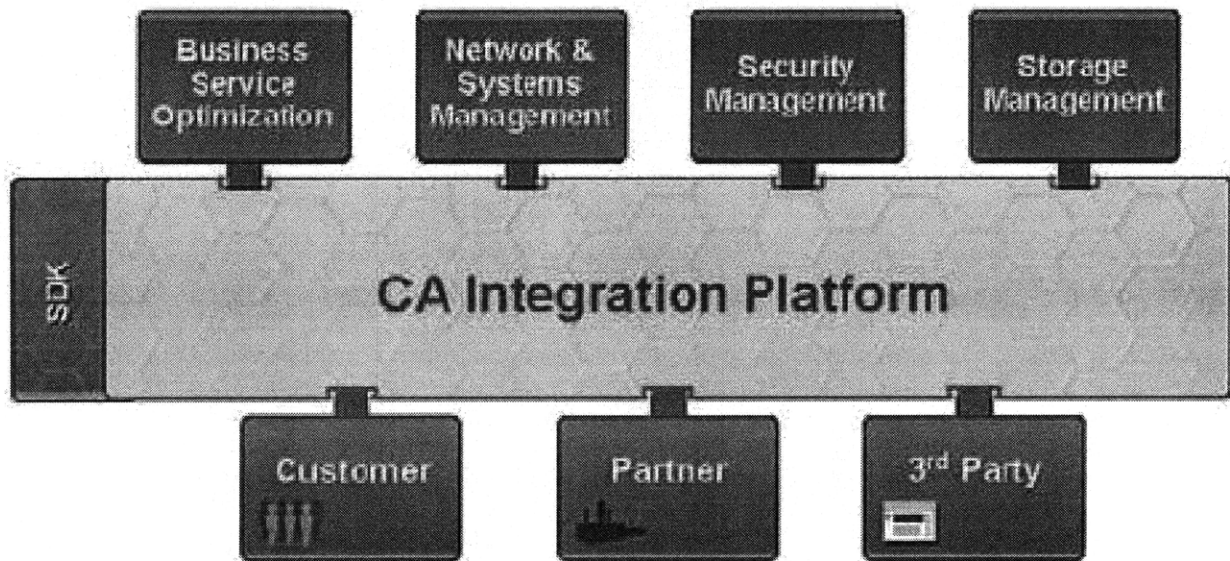 Business
Service
Optimization
Network &
Systems
Management
Security
Management
Storage
Management
SDK
CA Integration Platform
Customer
Partner
3rd Party